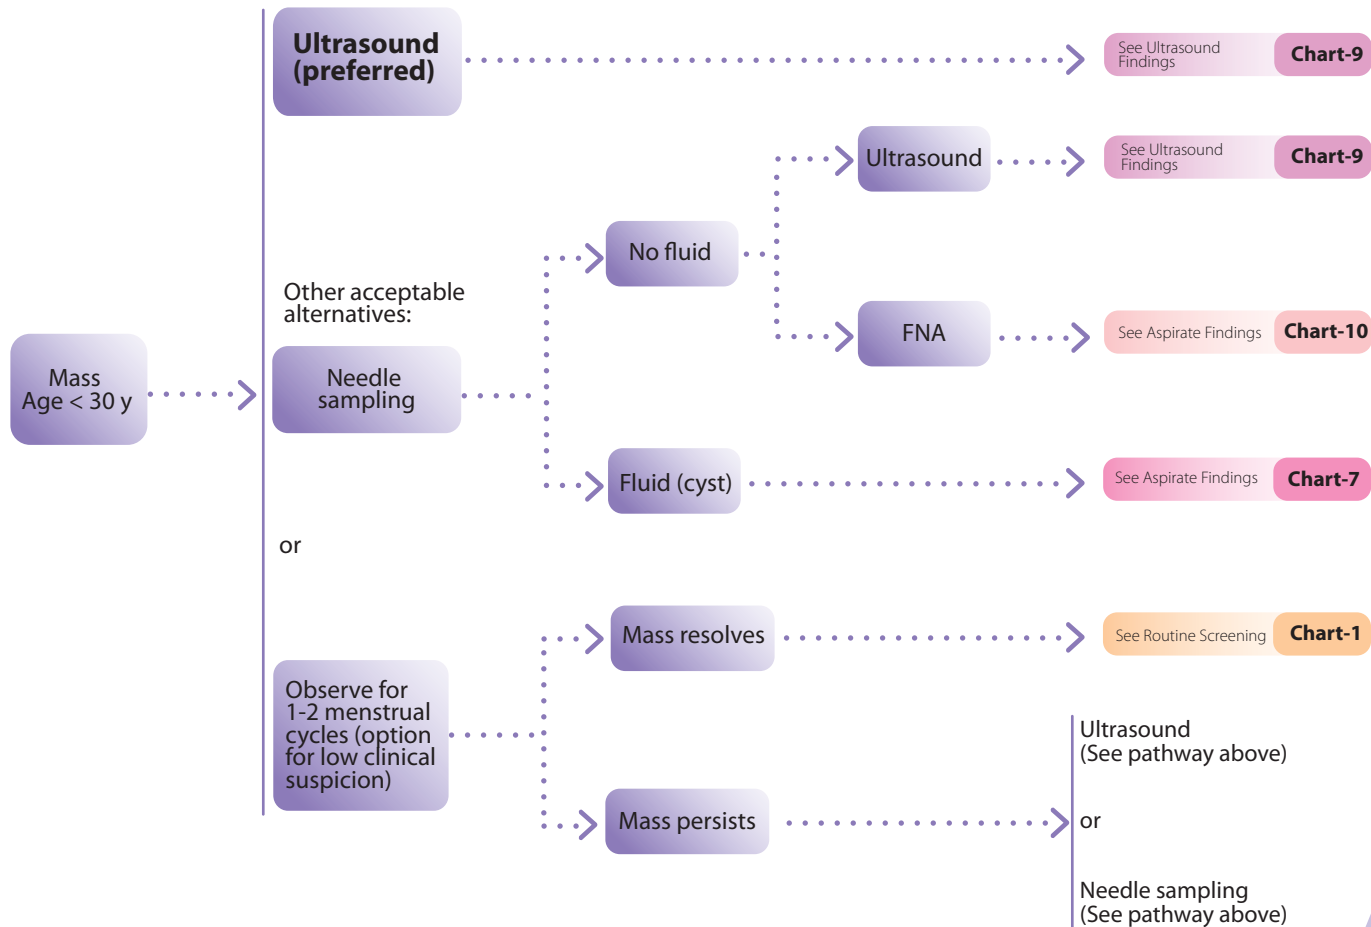 Ultrasound
(preferred)
See Ultrasound
Findings
Chart-9
Ultrasound
See Ultrasound
Findings
Chart-9
No fluid
Other acceptable
alternatives:
FNA
See Aspirate Findings
Chart-10
Mass
Age < 30 y
Needle
sampling
Fluid (cyst)
See Aspirate Findings
Chart-7
or
Mass resolves
See Routine Screening
Chart-1
Observe for
1-2 menstrual
cycles (option
for low clinical
suspicion)
Ultrasound
(See pathway above)
Mass persists
or
Needle sampling
(See pathway above)